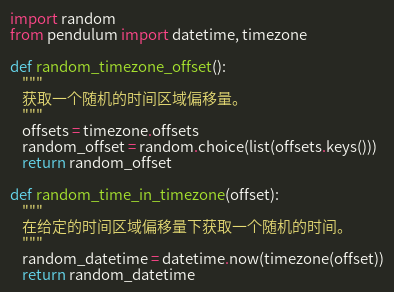 import random
from pendulum import datetime, timezone
def random_timezone_offset():
"""
获取一个随机的时间区域偏移量。
"""
offsets = timezone.offsets
random_offset = random.choice(list(offsets.keys()))
return random_offset
def random_time_in_timezone(offset):
"""
在给定的时间区域偏移量下获取一个随机的时间。
"""
random_datetime = datetime.now(timezone(offset))
return random_datetime